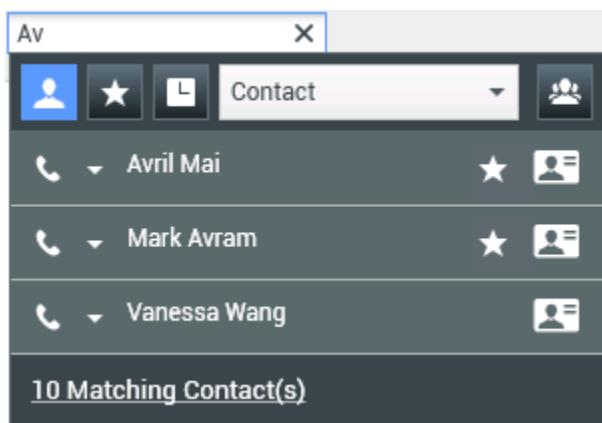 Av
Contact
Avril Mai
Mark Avram
Vanessa Wang
10 Matching Contact(s)